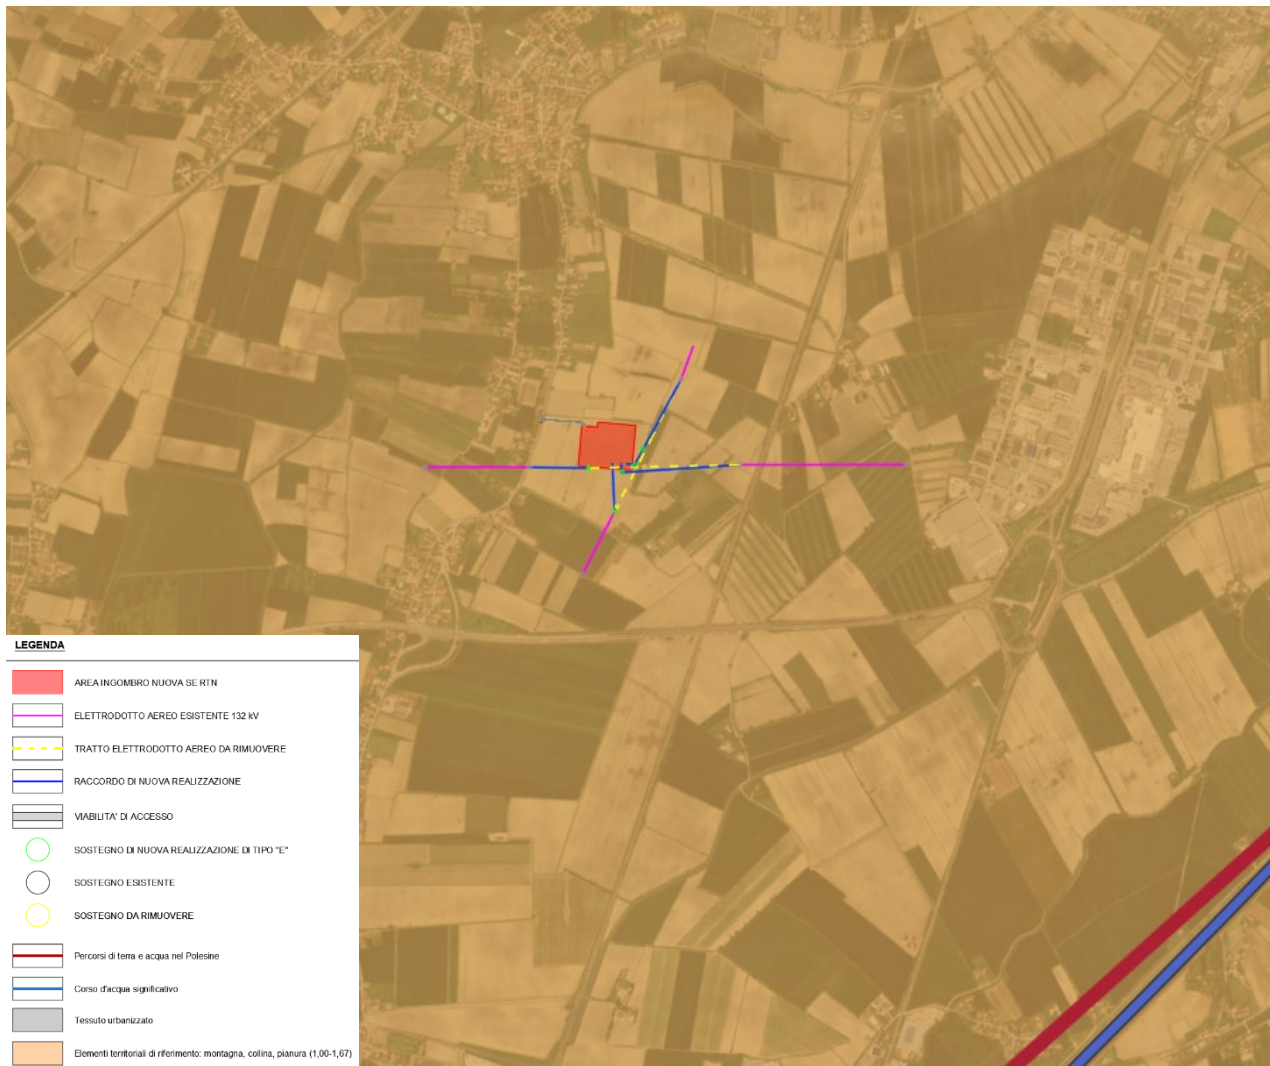 LEGENDA
AREA INGOMBRO NUOVA SE RTN
ELETTRODOTTO AEREO ESISTENTE 132 kV
TRATTO ELETTRODOTTO AEREO DA RIMUOVERE
RACCORDO DI NUOVA REALIZZAZIONE
VIABILITA' DI ACCESSO
SOSTEGNO DI NUOVA REALIZZAZIONE DI TIPO "E"
SOSTEGNO ESISTENTE
SOSTEGNO DA RIMUOVERE
Percorsi di terra e acqua nel Polesine
Corso d'acqua significativo
Tessuto urbanizzato
Elementi territoriali di riferimento: montagna, collina, pianura (1,00-1,67)